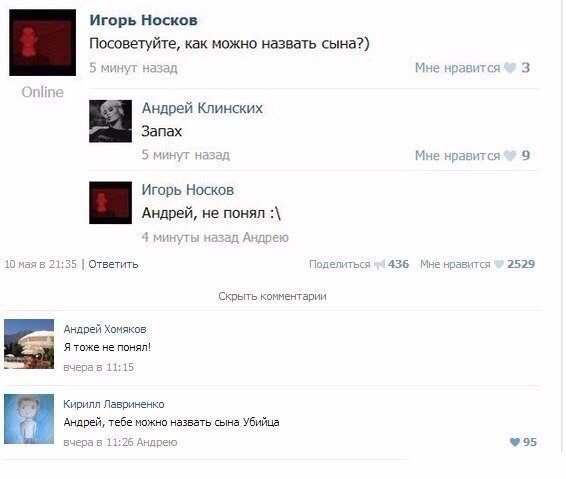 Игорь Носков
Посоветуйте, как можно назвать сына?)
5 минут назад
Мне нравится 3
Online
Андрей Клинских
Запах
5 минут назад
Мне нравится 9
Игорь Носков
Андрей, не понял :\
4 минуты назад Андрею
10 мая в 21:35 | Ответить
Поделиться 436 Мне нравится 2529
Скрыть комментарии
Андрей Хомяков
Я тоже не понял!
вчера в 11:15
Кирилл Лавриненко
Андрей, тебе можно назвать сына Убийца
вчера в 11:26 Андрею
95